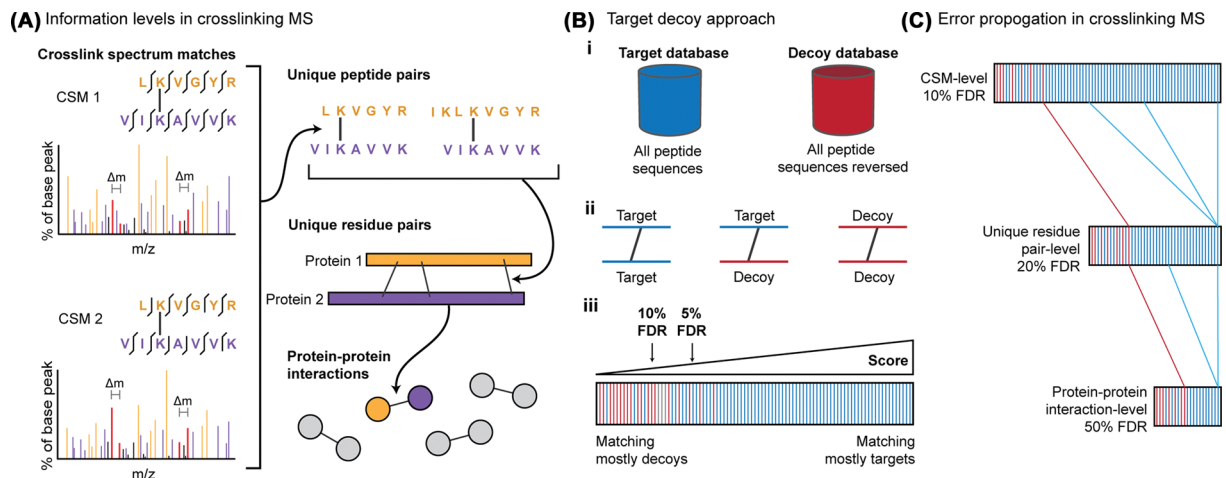 (A) Information levels in crosslinking MS
Crosslink spectrum matches
CSM 1
L K V G Y R
V I K A V V K
Δm
Δm
% of base peak
m/z
CSM 2
L K V G Y R
V I K A V V K
Δm
Δm
% of base peak
m/z
Unique peptide pairs
L K V G Y R
V I K A V V K
I K L K V G Y R
V I K A V V K
Unique residue pairs
Protein 1
Protein 2
Protein-protein
interactions
(B) Target decoy approach
i
Target database
All peptide
sequences
Decoy database
All peptide
sequences reversed
ii
Target
Target
Target
Decoy
Decoy
Decoy
iii
10%
FDR
5%
FDR
Score
Matching
mostly decoys
Matching
mostly targets
(C) Error propogation in crosslinking MS
CSM-level
10% FDR
Unique residue
pair-level
20% FDR
Protein-protein
interaction-level
50% FDR